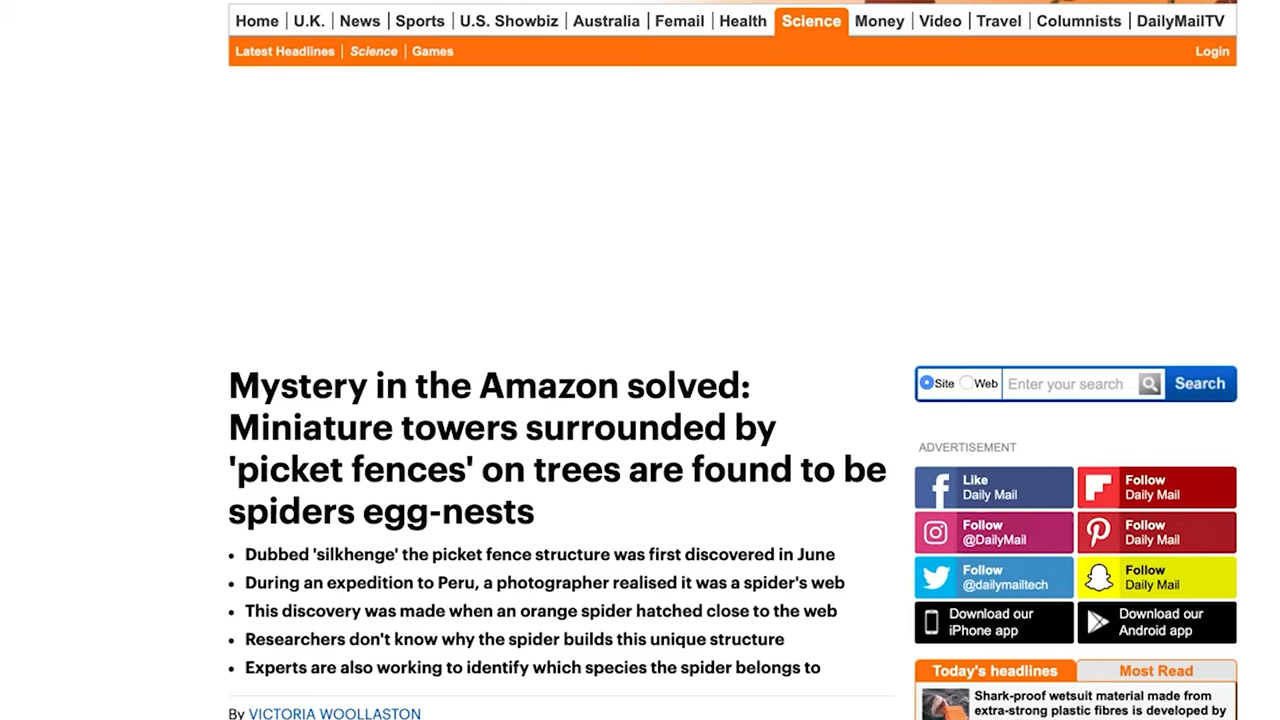 Home U.K. News Sports U.S. Showbiz Australia Femail Health Science Money Video Travel Columnists DailyMailTV
Latest Headlines Science Games Login
Mystery in the Amazon solved:
Miniature towers surrounded by
'picket fences' on trees are found to be
spiders egg-nests
• Dubbed 'silkhenge' the picket fence structure was first discovered in June
• During an expedition to Peru, a photographer realised it was a spider's web
• This discovery was made when an orange spider hatched close to the web
• Researchers don't know why the spider builds this unique structure
• Experts are also working to identify which species the spider belongs to
By VICTORIA WOOLLASTON
Site Web Enter your search Search
ADVERTISEMENT
Like
Daily Mail
Follow
Daily Mail
Follow
@DailyMail
Follow
Daily Mail
Follow
@dailymailtech
Follow
Daily Mail
Download our
iPhone app
Download our
Android app
Today's headlines Most Read
Shark-proof wetsuit material made from
extra-strong plastic fibres is developed by